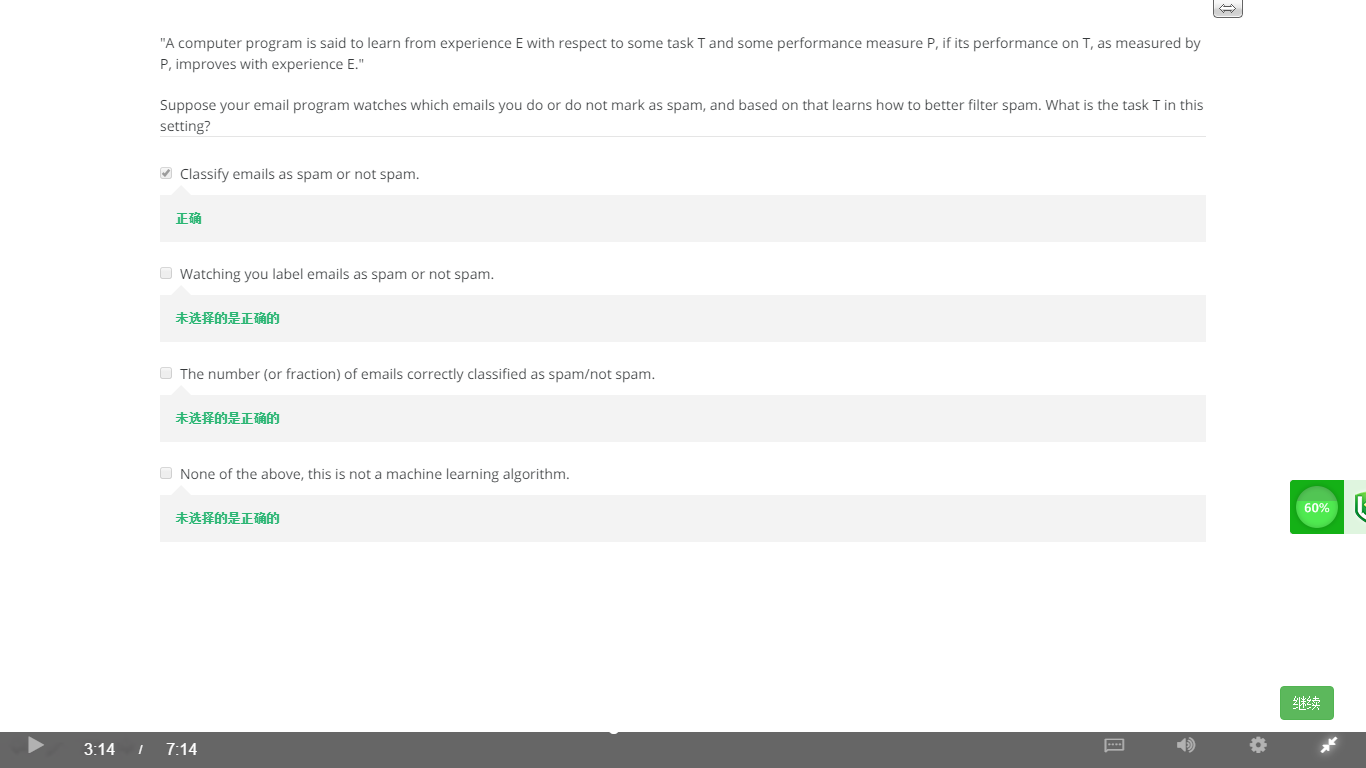 "A computer program is said to learn from experience E with respect to some task T and some performance measure P, if its performance on T, as measured by
P, improves with experience E."
Suppose your email program watches which emails you do or do not mark as spam, and based on that learns how to better filter spam. What is the task T in this
setting?
Classify emails as spam or not spam.
正确
Watching you label emails as spam or not spam.
未选择的是正确的
The number (or fraction) of emails correctly classified as spam/not spam.
未选择的是正确的
60%
None of the above, this is not a machine learning algorithm.
未选择的是正确的
继续
3:14 / 7:14